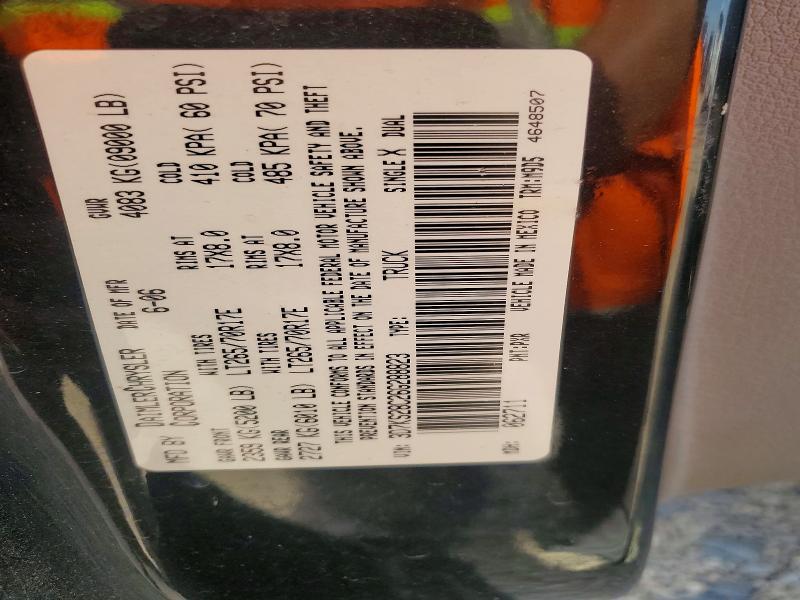 MFD BY DAIMLERCHRYSLER CORPORATION DATE OF MFR 6-06 GVWR 4083 KG(09000 LB)
GAWR FRONT WITH TIRES RIMS AT COLD
2359 KG(5200 LB) LT265/70R17E 17X8.0 410 KPA( 60 PSI)
GAWR REAR WITH TIRES RIMS AT COLD
2727 KG(6010 LB) LT265/70R17E 17X8.0 485 KPA( 70 PSI)
THIS VEHICLE CONFORMS TO ALL APPLICABLE FEDERAL MOTOR VEHICLE SAFETY AND THEFT
PREVENTION STANDARDS IN EFFECT ON THE DATE OF MANUFACTURE SHOWN ABOVE.
VIN: 3D7KS28C26G288823 TYPE: TRUCK SINGLE X DUAL
MDH: 062711 PNT:PXR VEHICLE MADE IN MEXICO TRM:M9D5 4648507